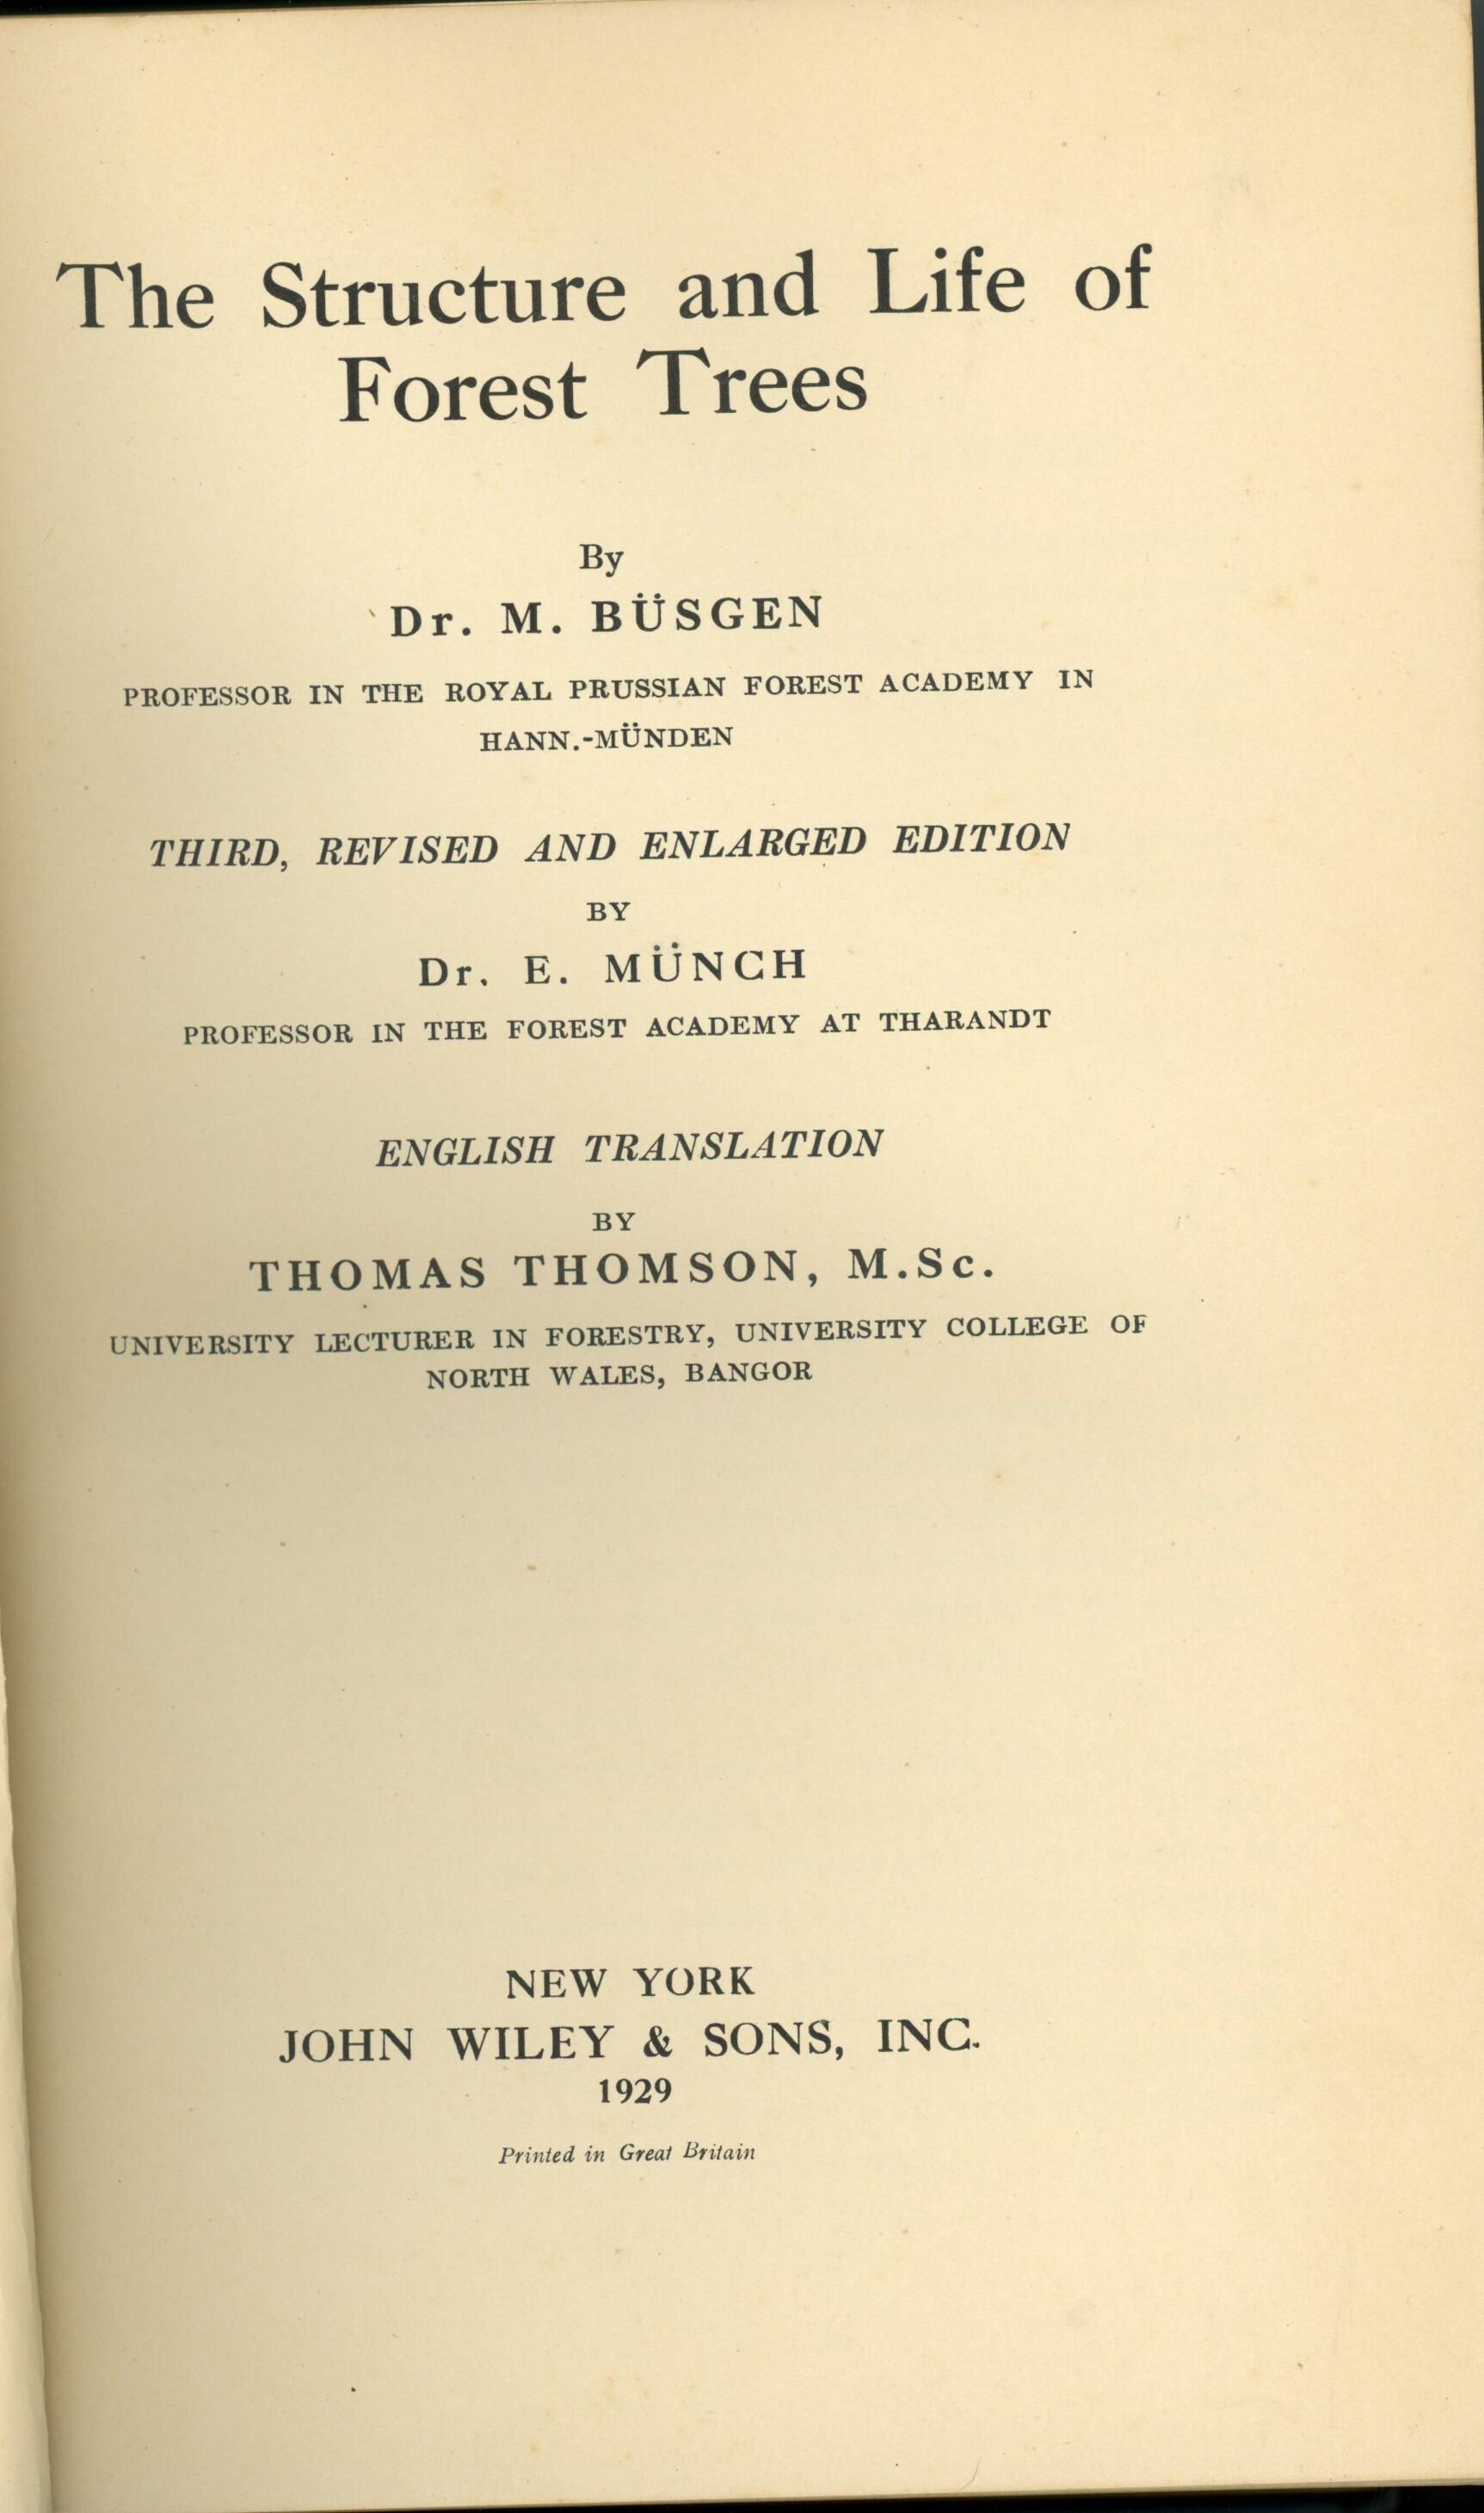 The Structure and Life of
Forest Trees
By
Dr. M. BÜSGEN
PROFESSOR IN THE ROYAL PRUSSIAN FOREST ACADEMY IN
HANN.-MÜNDEN
THIRD, REVISED AND ENLARGED EDITION
BY
Dr. E. MÜNCH
PROFESSOR IN THE FOREST ACADEMY AT THARANDT
ENGLISH TRANSLATION
BY
THOMAS THOMSON, M.Sc.
UNIVERSITY LECTURER IN FORESTRY, UNIVERSITY COLLEGE OF
NORTH WALES, BANGOR
NEW YORK
JOHN WILEY & SONS, INC.
1929
Printed in Great Britain